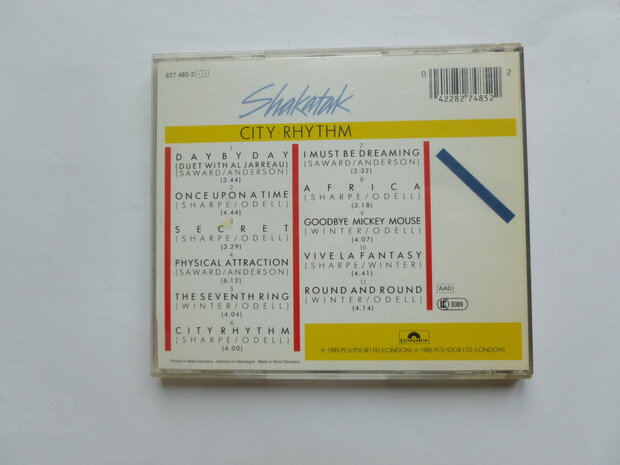 827 485-2
Shakatak
0 42282 74852 2
CITY RHYTHM
1
DAY BY DAY
(DUET WITH AL JARREAU)
(SAWARD/ANDERSON)
(3.44)
2
ONCE UPON A TIME
(SHARPE/ODELL)
(4.44)
3
SECRET
(SHARPE/ODELL)
(3.29)
4
PHYSICAL ATTRACTION
(SAWARD/ANDERSON)
(6.12)
5
THE SEVENTH RING
(WINTER/ODELL)
(4.04)
6
CITY RHYTHM
(SHARPE/ODELL)
(4.00)
7
I MUST BE DREAMING
(SAWARD/ANDERSON)
(3.32)
8
AFRICA
(SHARPE/ODELL)
(3.18)
9
GOODBYE MICKEY MOUSE
(WINTER/ODELL)
(4.07)
10
VIVE LA FANTASY
(SHARPE/WINTER)
(4.41)
11
ROUND AND ROUND
(WINTER/ODELL)
(4.14)
AAD
LC 0309
polydor
℗ 1985 POLYDOR LTD (LONDON) © 1985 POLYDOR LTD (LONDON)
Printed in West Germany · Imprimé en Allemagne · Made in West Germany